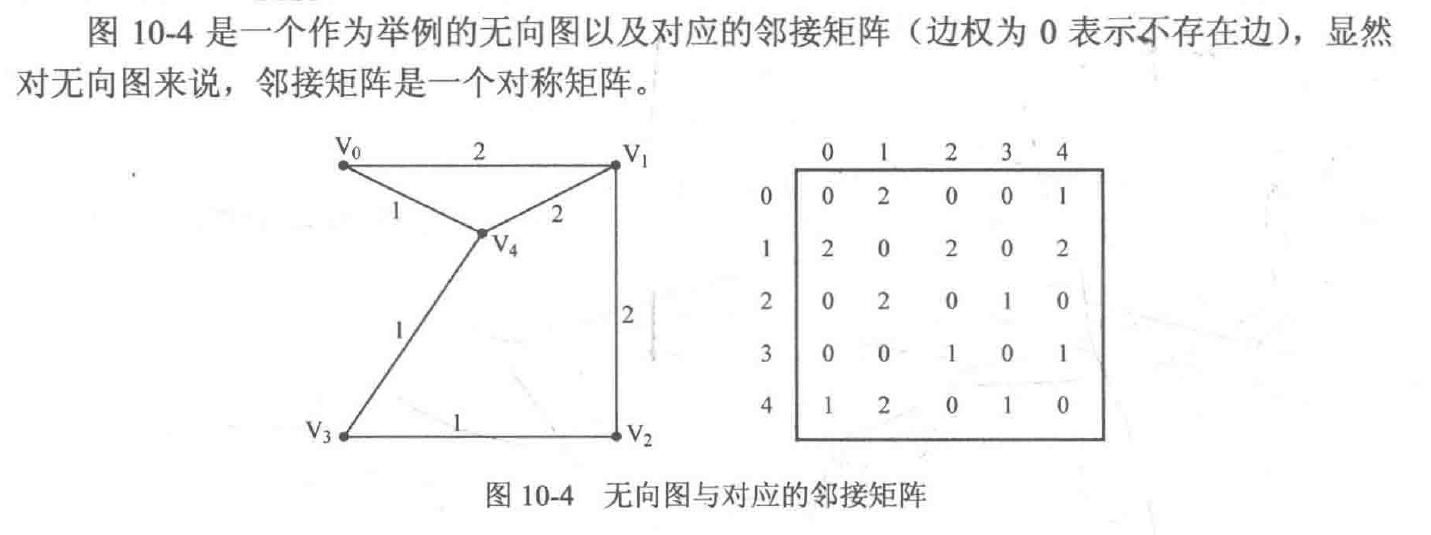 图 10-4 是一个作为举例的无向图以及对应的邻接矩阵（边权为 0 表示不存在边），显然
对无向图来说，邻接矩阵是一个对称矩阵。
V0 2 V1
1 2
V4
1 2
V3 1 V2
0 1 2 3 4
0 0 2 0 0 1
1 2 0 2 0 2
2 0 2 0 1 0
3 0 0 1 0 1
4 1 2 0 1 0
图 10-4 无向图与对应的邻接矩阵